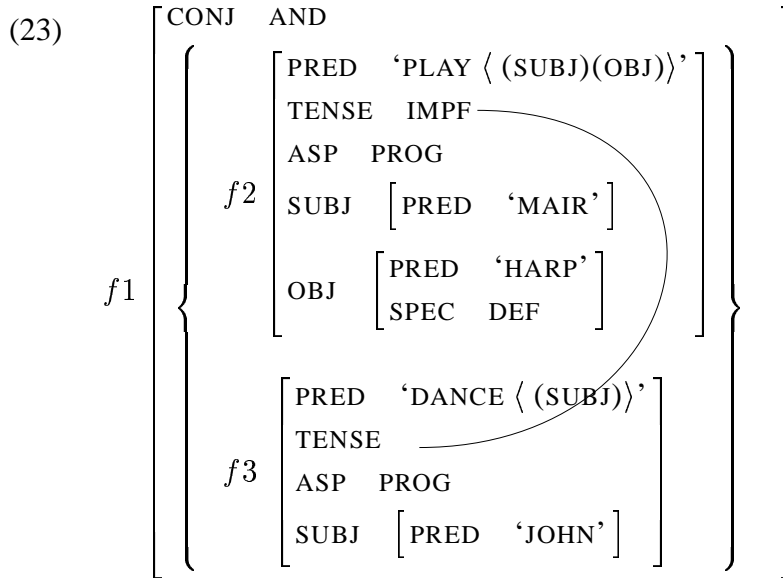 (23)
CONJ AND
PRED ‘PLAY ⟨ (SUBJ)(OBJ)⟩’
TENSE IMPF
ASP PROG
f2
SUBJ [ PRED ‘MAIR’ ]
f1
OBJ [ PRED ‘HARP’
SPEC DEF ]
PRED ‘DANCE ⟨ (SUBJ)⟩’
TENSE
f3
ASP PROG
SUBJ [ PRED ‘JOHN’ ]